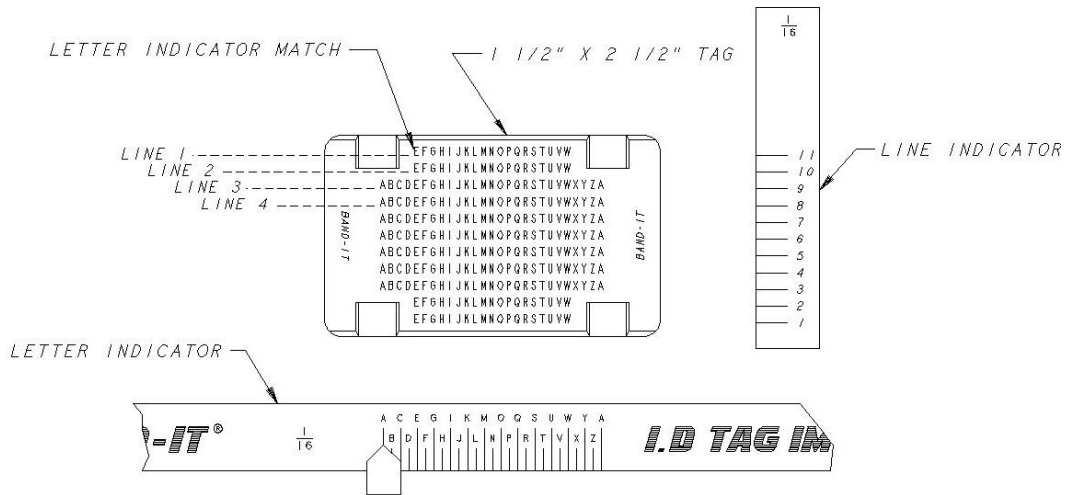 LETTER INDICATOR MATCH
1 1/2" X 2 1/2" TAG
1/16
LINE 1
LINE 2
LINE 3
LINE 4
EFGHIJKLMNOPQRSTUVW
EFGHIJKLMNOPQRSTUVW
ABCDEFGHIJKLMNOPQRSTUVWXYZA
ABCDEFGHIJKLMNOPQRSTUVWXYZA
ABCDEFGHIJKLMNOPQRSTUVWXYZA
ABCDEFGHIJKLMNOPQRSTUVWXYZA
ABCDEFGHIJKLMNOPQRSTUVWXYZA
ABCDEFGHIJKLMNOPQRSTUVWXYZA
ABCDEFGHIJKLMNOPQRSTUVWXYZA
EFGHIJKLMNOPQRSTUVW
EFGHIJKLMNOPQRSTUVW
BAND-IT
BAND-IT
11
10
9
8
7
6
5
4
3
2
1
LINE INDICATOR
LETTER INDICATOR
-IT®
1/16
A C E G I K M O Q S U W Y A
B D F H J L N P R T V X Z
I.D TAG IM